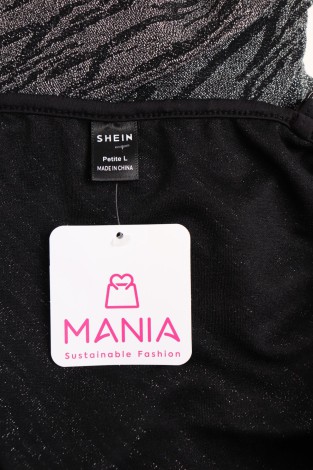 SHEIN
Petite L
MADE IN CHINA
MANIA
Sustainable Fashion